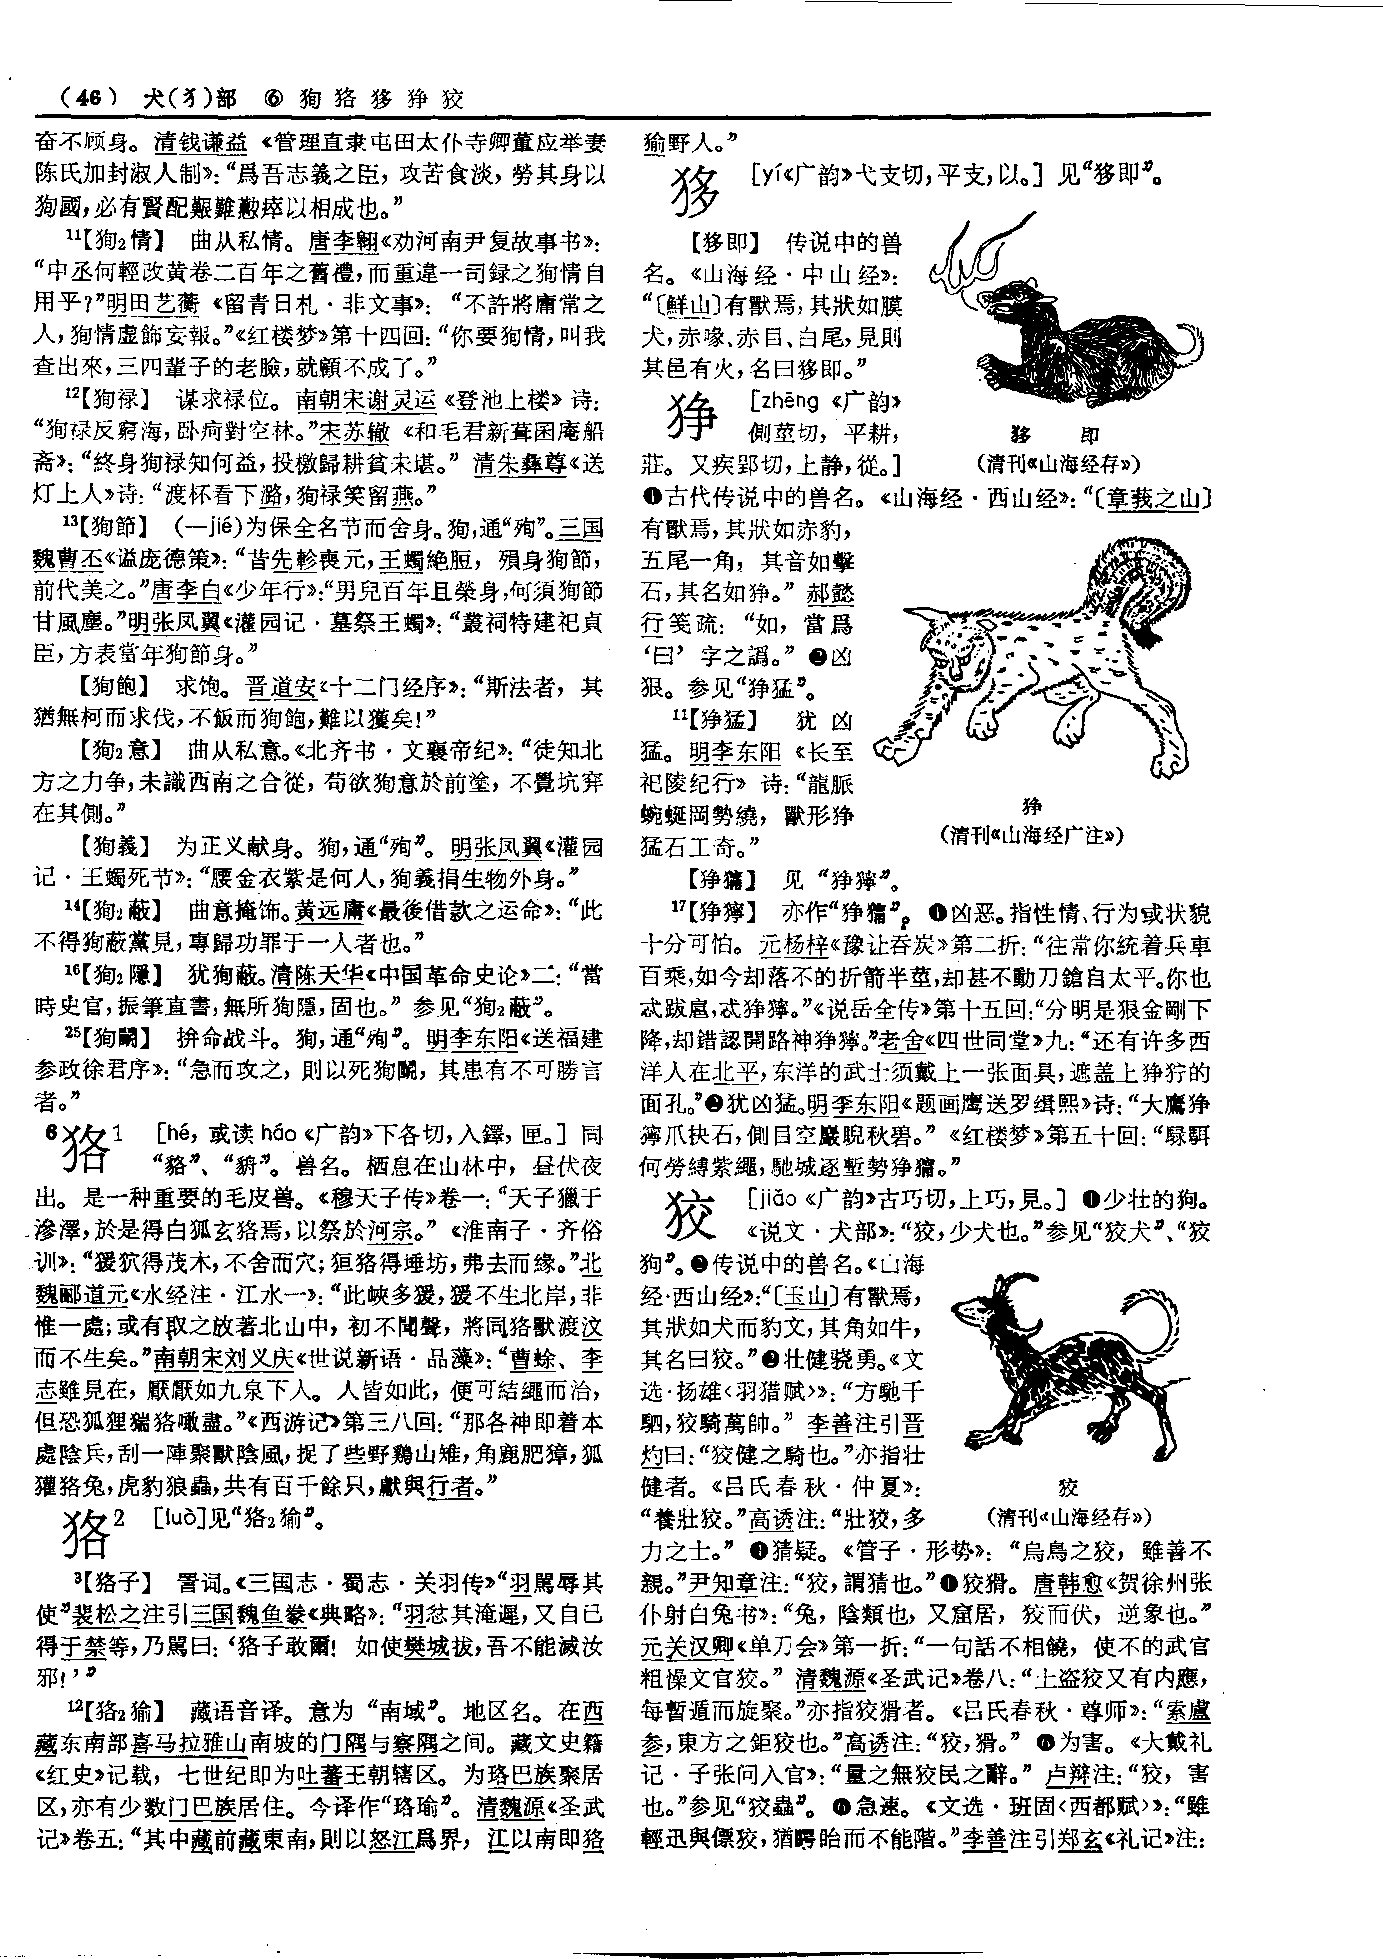 (46) 犬(犭)部 ⑥ 狥 狢 狏 狰 狡
奋不顾身。清钱谦益《管理直隶屯田太仆寺卿董应举妻
陈氏加封淑人制》：“爲吾志義之臣，攻苦食淡，勞其身以
狥國，必有賢配艱難懃瘁以相成也。”
11【狥₂情】 曲从私情。唐李翱《劝河南尹复故事书》：
“中丞何輕改黄卷二百年之舊禮，而重違一司録之狥情自
用乎？”明田艺蘅《留青日札·非文事》：“不許將庸常之
人，狥情虚飾妄報。”《红楼梦》第十四回：“你要狥情，叫我
查出來，三四輩子的老臉，就顧不成了。”
12【狥禄】 谋求禄位。南朝宋谢灵运《登池上楼》诗：
“狥禄反窮海，卧痾對空林。”宋苏辙《和毛君新葺囷庵船
斋》：“終身狥禄知何益，投檄歸耕貧未堪。”清朱彝尊《送
灯上人》诗：“渡杯看下潞，狥禄笑留燕。”
13【狥節】 (—jié)为保全名节而舍身。狥，通“殉”。三国
魏曹丕《谥庞德策》：“昔先軫喪元，王蠋絶脰，殞身狥節，
前代美之。”唐李白《少年行》：“男兒百年且榮身，何須狥節
甘風塵。”明张凤翼《灌园记·墓祭王蠋》：“叢祠特建祀貞
臣，方表當年狥節身。”
【狥飽】 求饱。晋道安《十二门经序》：“斯法者，其
猶無柯而求伐，不飯而狥飽，難以獲矣！”
【狥₂意】 曲从私意。《北齐书·文襄帝纪》：“徒知北
方之力争，未識西南之合從，苟欲狥意於前塗，不覺坑穽
在其側。”
【狥義】 为正义献身。狥，通“殉”。明张凤翼《灌园
记·王蠋死节》：“腰金衣紫是何人，狥義捐生物外身。”
14【狥₂蔽】 曲意掩饰。黄远庸《最後借款之运命》：“此
不得狥蔽黨見，專歸功罪于一人者也。”
16【狥₂隱】 犹狥蔽。清陈天华《中国革命史论》二：“當
時史官，振筆直書，無所狥隱，固也。”参见“狥₂蔽”。
25【狥鬭】 拚命战斗。狥，通“殉”。明李东阳《送福建
参政徐君序》：“急而攻之，則以死狥鬭，其患有不可勝言
者。”
6狢1 [hé，或读háo《广韵》下各切，入鐸，匣。] 同
“貉”、“貈”。兽名。栖息在山林中，昼伏夜
出。是一种重要的毛皮兽。《穆天子传》卷一：“天子獵于
滲澤，於是得白狐玄狢焉，以祭於河宗。”《淮南子·齐俗
训》：“猨狖得茂木，不舍而穴；狟狢得埵坊，弗去而缘。”北
魏郦道元《水经注·江水一》：“此峽多猨，猨不生北岸，非
惟一處；或有取之放著北山中，初不聞聲，將同狢獸渡汶
而不生矣。”南朝宋刘义庆《世说新语·品藻》：“曹蜍、李
志雖見在，厭厭如九泉下人。人皆如此，便可結繩而治，
但恐狐狸猯狢噉盡。”《西游记》第三八回：“那各神即着本
處陰兵，刮一陣聚獸陰風，捉了些野鷄山雉，角鹿肥獐，狐
獾狢兔，虎豹狼蟲，共有百千餘只，獻與行者。”
狢2 [luò]见“狢₂㺄”。
3【狢子】 詈词。《三国志·蜀志·关羽传》“羽罵辱其
使”裴松之注引三国魏鱼豢《典略》：“羽忿其淹遲，又自已
得于禁等，乃罵曰：‘狢子敢爾！如使樊城拔，吾不能滅汝
邪！’”
12【狢₂㺄】 藏语音译。意为“南域”。地区名。在西
藏东南部喜马拉雅山南坡的门隅与察隅之间。藏文史籍
《红史》记载，七世纪即为吐蕃王朝辖区。为珞巴族聚居
区，亦有少数门巴族居住。今译作“珞瑜”。清魏源《圣武
记》卷五：“其中藏前藏東南，則以怒江爲界，江以南即狢
㺄野人。”
狏 [yí《广韵》弋支切，平支，以。] 见“狏即”。
【狏即】 传说中的兽
名。《山海经·中山经》：
“〔鮮山〕有獸焉，其狀如膜
犬，赤喙、赤目、白尾，見則
其邑有火，名曰狏即。”
狏 即
(清刊《山海经存》)
狰 [zhēng《广韵》
侧莖切，平耕，
莊。又疾郢切，上静，從。]
❶古代传说中的兽名。《山海经·西山经》：“〔章莪之山〕
有獸焉，其狀如赤豹，
五尾一角，其音如擊
石，其名如狰。”郝懿
行笺疏：“如，當爲
‘曰’字之譌。”❷凶
狠。参见“狰猛”。
11【狰猛】 犹凶
猛。明李东阳《长至
祀陵纪行》诗：“龍脈
蜿蜒岡勢繞，獸形狰
猛石工奇。”
狰
(清刊《山海经广注》)
【狰㺜】 见“狰獰”。
17【狰獰】 亦作“狰㺜”。❶凶恶。指性情、行为或状貌
十分可怕。元杨梓《豫让吞炭》第二折：“往常你統着兵車
百乘，如今却落不的折箭半莖，却甚不動刀鎗自太平。你也
忒跋扈，忒狰獰。”《说岳全传》第十五回：“分明是狠金剛下
降，却錯認開路神狰獰。”老舍《四世同堂》九：“还有许多西
洋人在北平，东洋的武士须戴上一张面具，遮盖上狰狞的
面孔。”❷犹凶猛。明李东阳《题画鹰送罗缉熙》诗：“大鷹狰
獰爪抉石，側目空巖睨秋碧。”《红楼梦》第五十回：“騄駬
何勞縛紫繩，馳城逐塹勢狰㺜。”
狡 [jiǎo《广韵》古巧切，上巧，見。] ❶少壮的狗。
《说文·犬部》：“狡，少犬也。”参见“狡犬”、“狡
狗”。❷传说中的兽名。《山海
经·西山经》：“〔玉山〕有獸焉，
其狀如犬而豹文，其角如牛，
其名曰狡。”❸壮健骁勇。《文
选·扬雄〈羽猎赋〉》：“方馳千
駟，狡騎萬帥。”李善注引晋
灼曰：“狡健之騎也。”亦指壮
健者。《吕氏春秋·仲夏》：
“養壯狡。”高诱注：“壯狡，多
力之士。”❹猜疑。《管子·形势》：“烏鳥之狡，雖善不
親。”尹知章注：“狡，謂猜也。”❺狡猾。唐韩愈《贺徐州张
仆射白兔书》：“兔，陰類也，又窟居，狡而伏，逆象也。”
元关汉卿《单刀会》第一折：“一句話不相饒，使不的武官
粗懆文官狡。”清魏源《圣武记》卷八：“土盗狡又有内應，
每暫遁而旋聚。”亦指狡猾者。《吕氏春秋·尊师》：“索盧
参，東方之鉅狡也。”高诱注：“狡，猾。”❻为害。《大戴礼
记·子张问入官》：“量之無狡民之辭。”卢辩注：“狡，害
也。”参见“狡蟲”。❼急速。《文选·班固〈西都赋〉》：“雖
輕迅與僄狡，猶愕眙而不能階。”李善注引郑玄《礼记》注：
狡
(清刊《山海经存》)